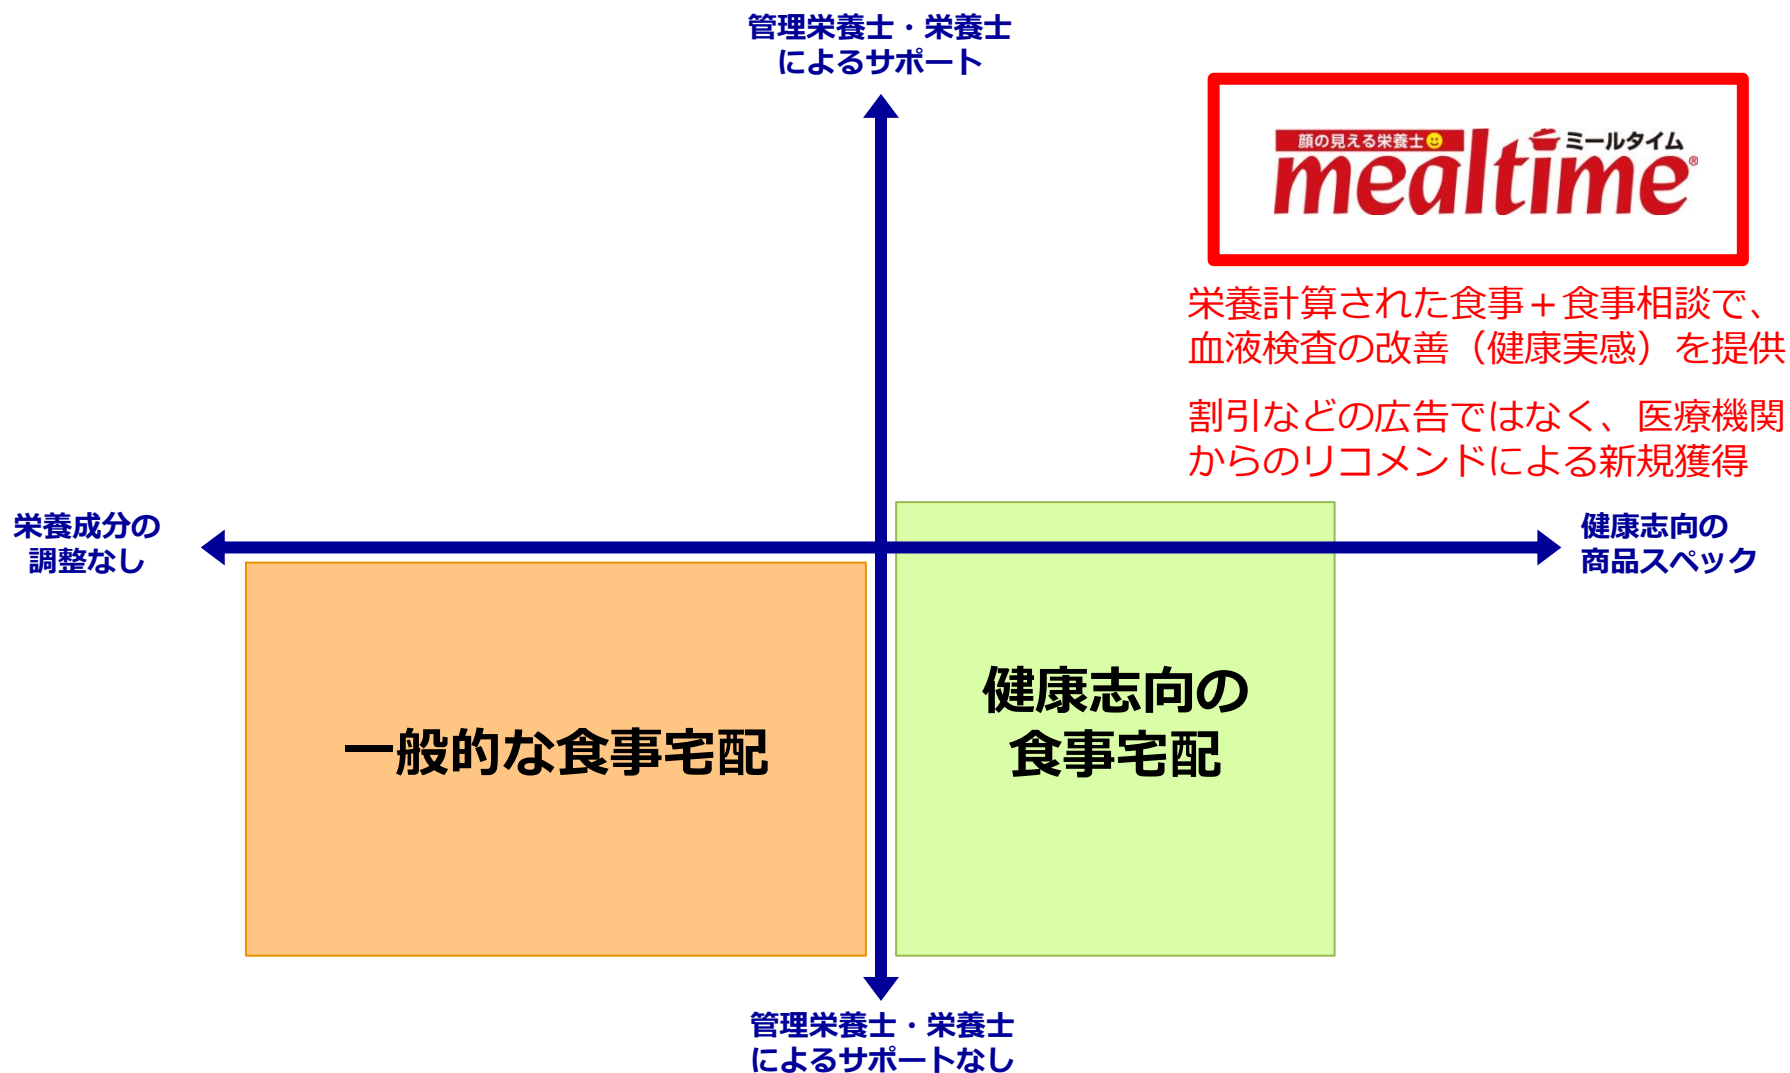 管理栄養士・栄養士
によるサポート
顔の見える栄養士
ミールタイム
mealtime®
栄養計算された食事＋食事相談で、
血液検査の改善（健康実感）を提供
割引などの広告ではなく、医療機関
からのリコメンドによる新規獲得
栄養成分の
調整なし
健康志向の
商品スペック
一般的な食事宅配
健康志向の
食事宅配
管理栄養士・栄養士
によるサポートなし